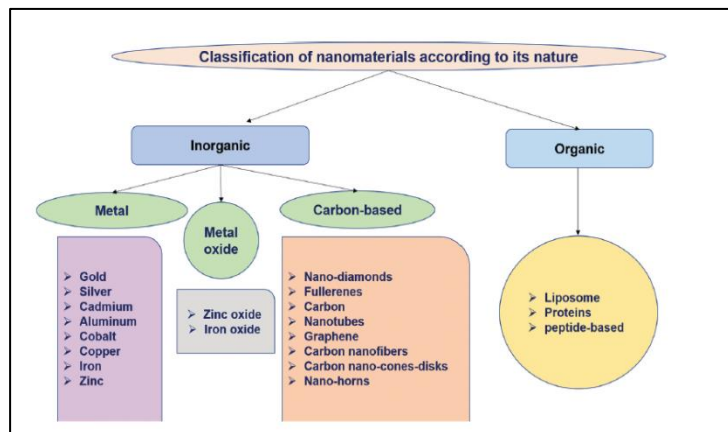 Classification of nanomaterials according to its nature
Inorganic
Organic
Metal
Metal
oxide
Carbon-based
➢ Gold
➢ Silver
➢ Cadmium
➢ Aluminum
➢ Cobalt
➢ Copper
➢ Iron
➢ Zinc
➢ Zinc oxide
➢ Iron oxide
➢ Nano-diamonds
➢ Fullerenes
➢ Carbon
➢ Nanotubes
➢ Graphene
➢ Carbon nanofibers
➢ Carbon nano-cones-disks
➢ Nano-horns
➢ Liposome
➢ Proteins
➢ peptide-based